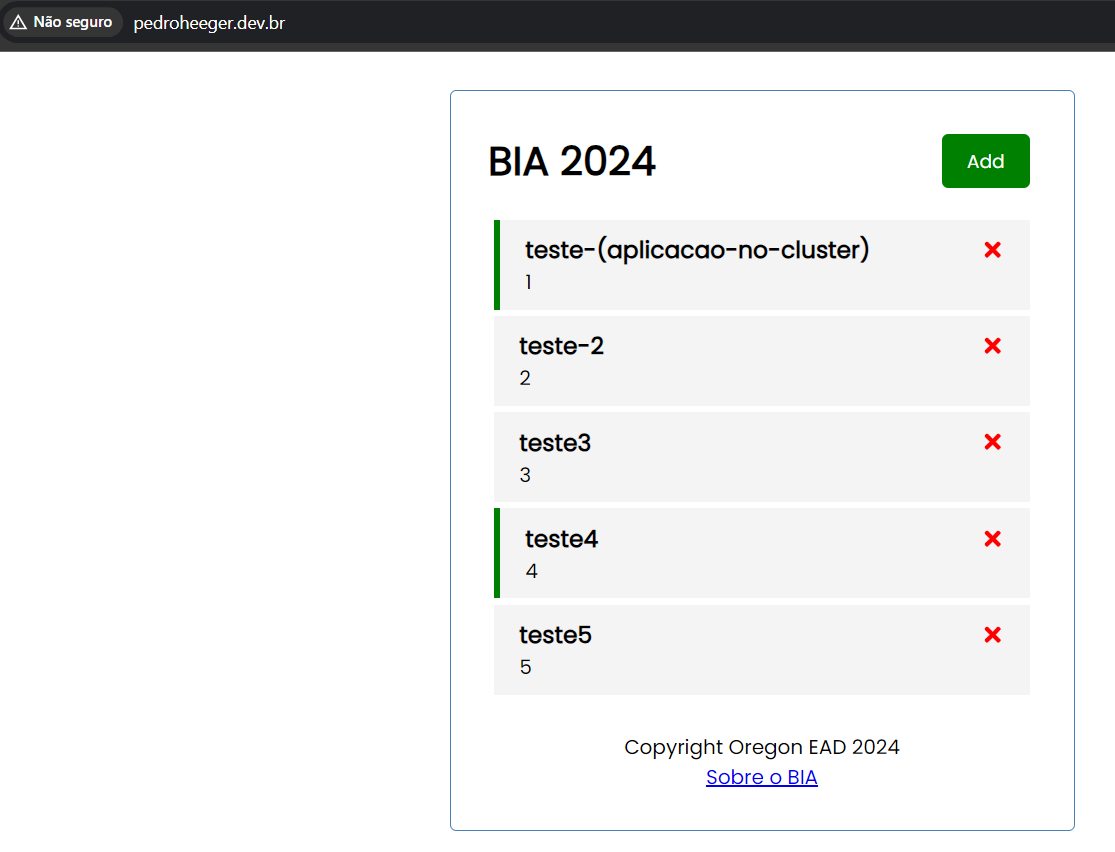 Não seguro pedroheeger.dev.br
BIA 2024 Add
teste-(aplicacao-no-cluster)
1
teste-2
2
teste3
3
teste4
4
teste5
5
Copyright Oregon EAD 2024
Sobre o BIA